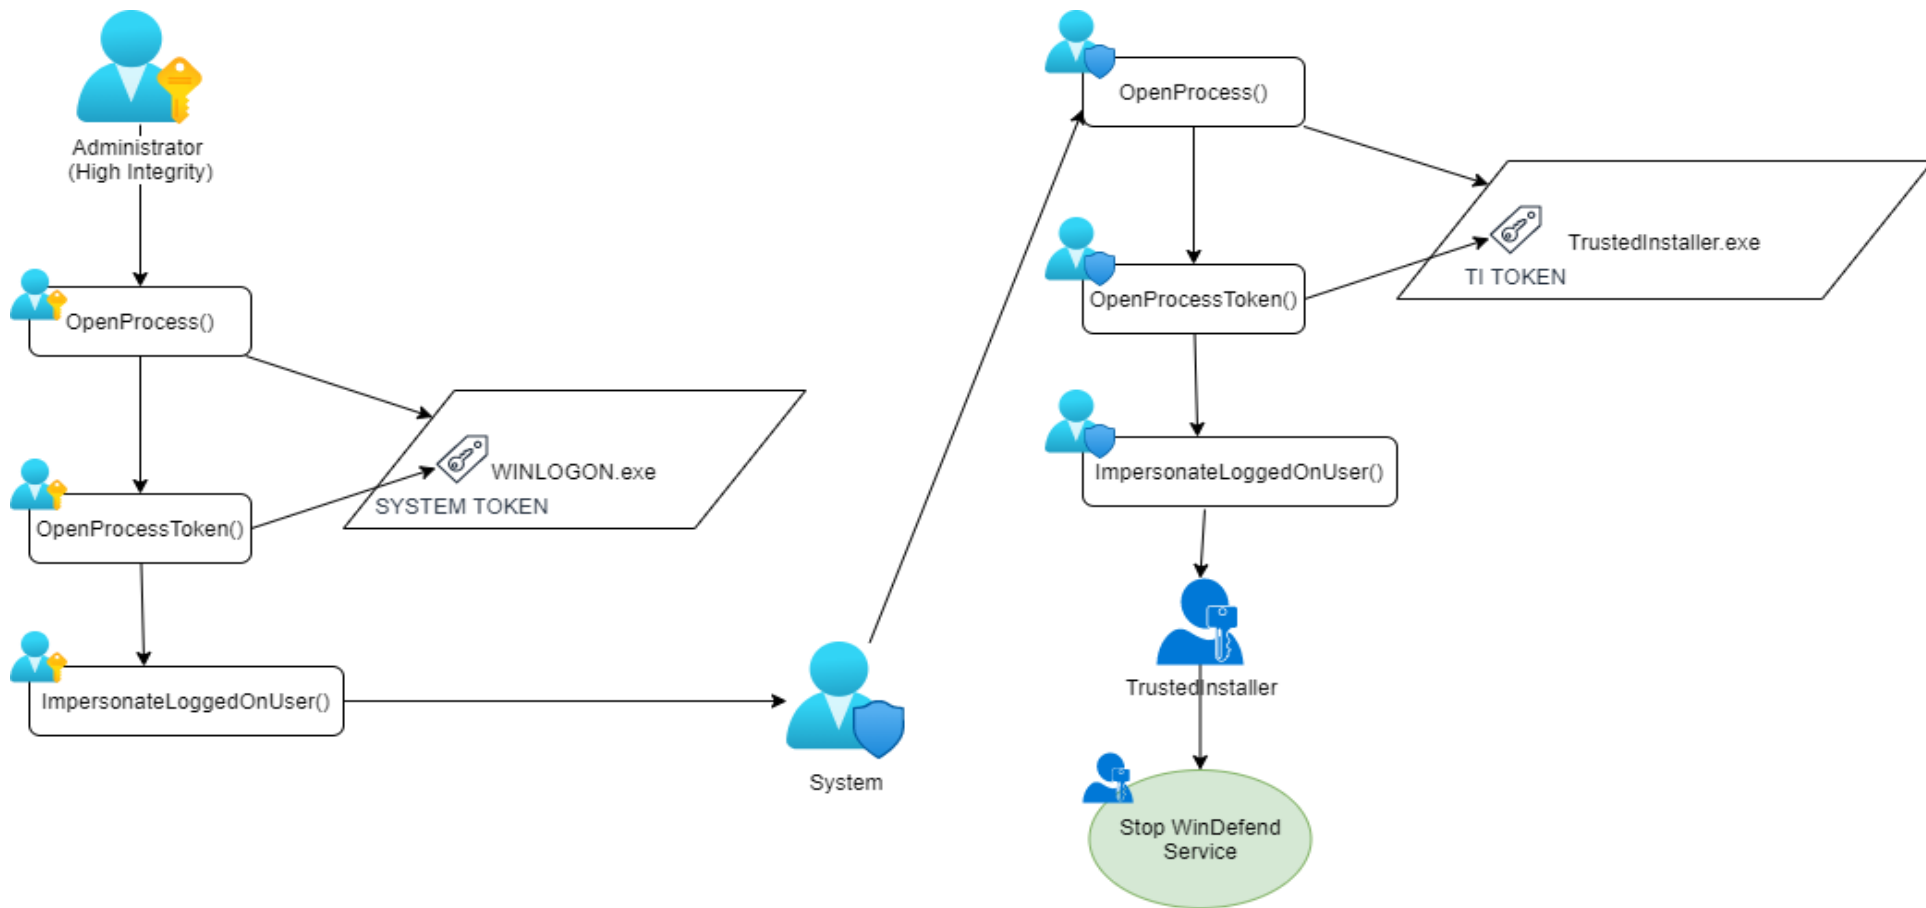 Administrator
(High Integrity)
OpenProcess()
WINLOGON.exe
SYSTEM TOKEN
OpenProcessToken()
ImpersonateLoggedOnUser()
System
OpenProcess()
TrustedInstaller.exe
TI TOKEN
OpenProcessToken()
ImpersonateLoggedOnUser()
TrustedInstaller
Stop WinDefend
Service